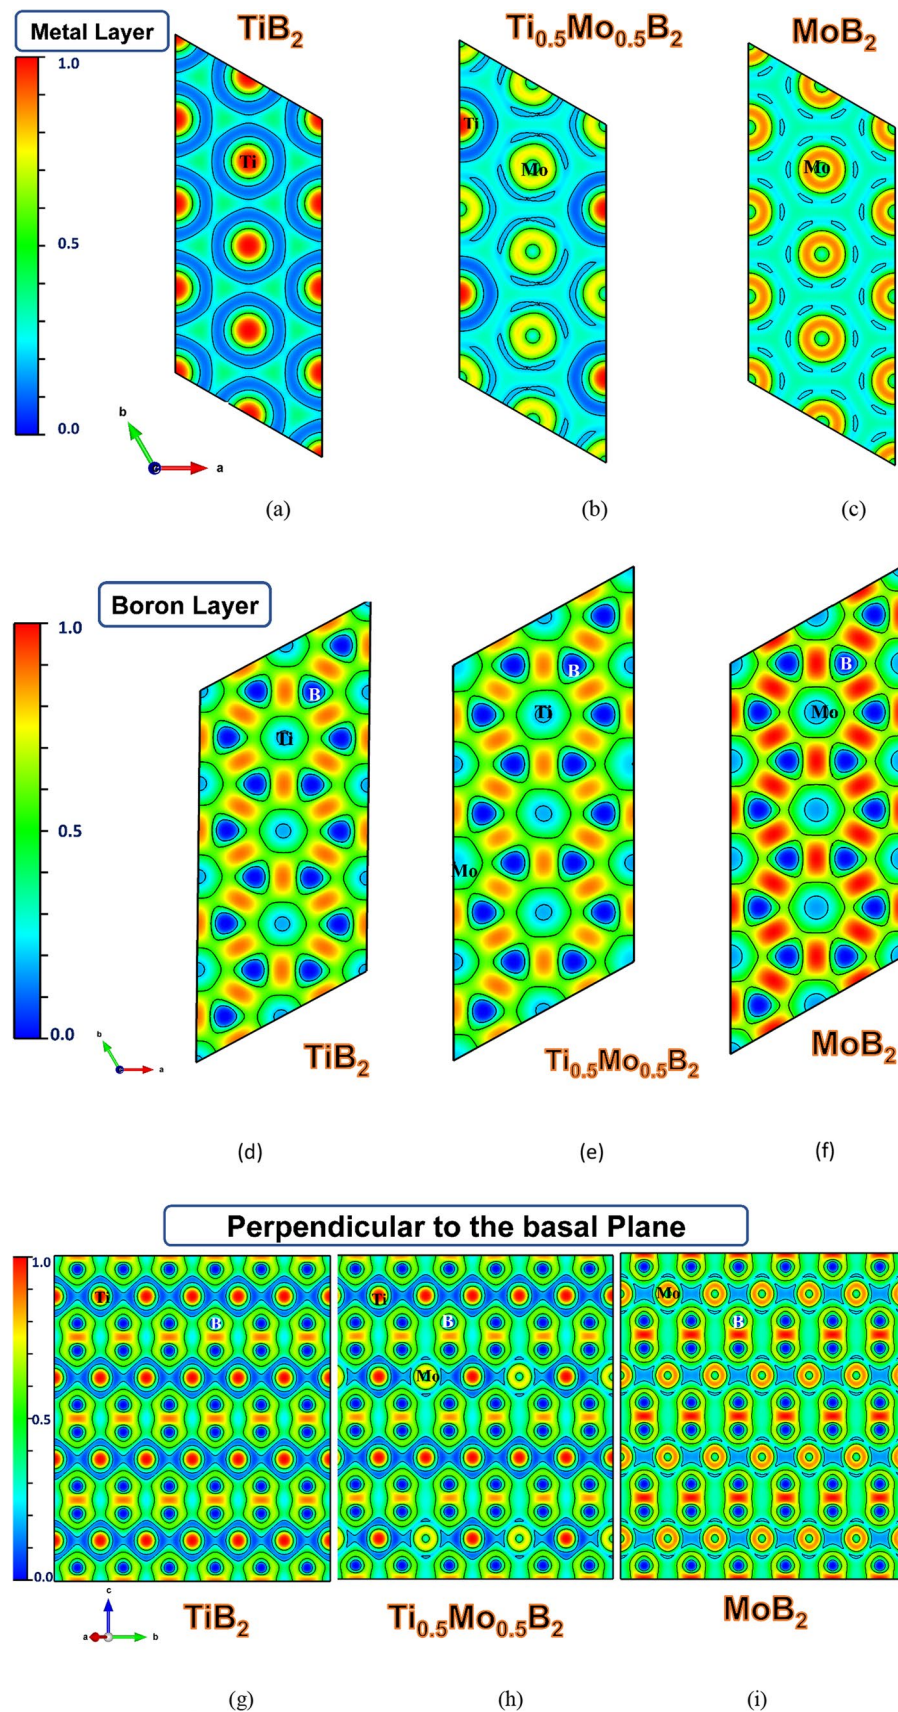 Metal Layer
TiB2
Ti0.5Mo0.5B2
MoB2
1.0
0.5
0.0
Ti
Ti
Mo
Mo
b
a
(a)
(b)
(c)
Boron Layer
1.0
0.5
0.0
B
Ti
B
Ti
Mo
B
Mo
b
a
TiB2
Ti0.5Mo0.5B2
MoB2
(d)
(e)
(f)
Perpendicular to the basal Plane
1.0
0.5
0.0
Ti
B
Ti
B
Mo
Mo
B
c
a
b
TiB2
Ti0.5Mo0.5B2
MoB2
(g)
(h)
(i)